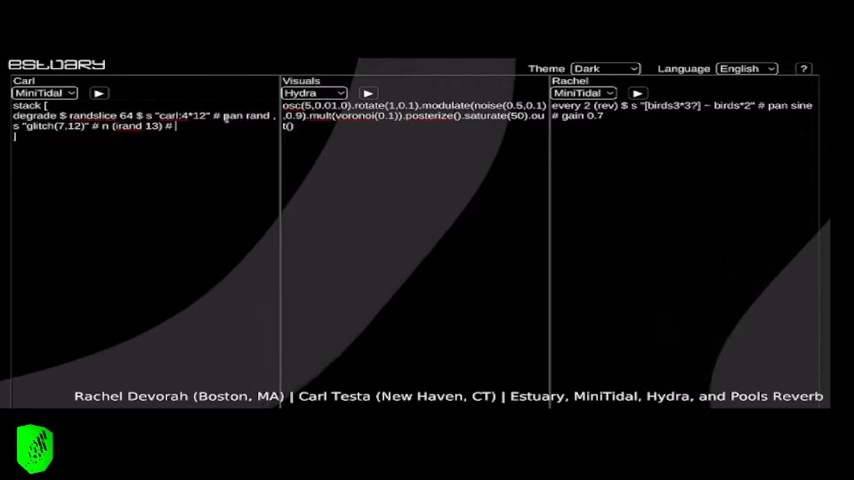 estuary
Theme Dark Language English ?
Carl
MiniTidal
stack [
degrade $ randslice 64 $ s "carl:4*12" # pan rand ,
s "glitch(7,12)" # n (irand 13) #
]
Visuals
Hydra
osc(5,0.01,0).rotate(1,0.1).modulate(noise(0.5,0.1)
,0.9).mult(voronoi(0.1)).posterize().saturate(50).ou
t()
Rachel
MiniTidal
every 2 (rev) $ s "[birds3*3?] ~ birds*2" # pan sine
# gain 0.7
Rachel Devorah (Boston, MA) | Carl Testa (New Haven, CT) | Estuary, MiniTidal, Hydra, and Pools Reverb